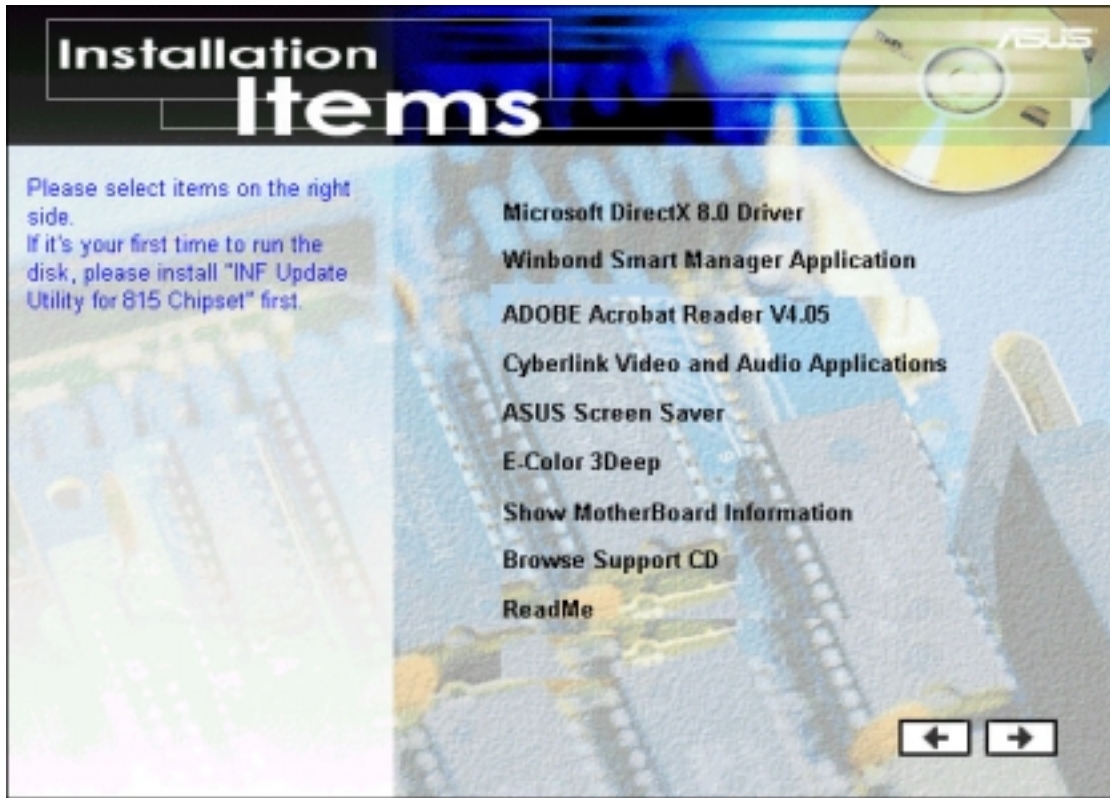 Installation
Items
ASUS
Please select items on the right
side.
If it's your first time to run the
disk, please install "INF Update
Utility for 815 Chipset" first.
Microsoft DirectX 8.0 Driver
Winbond Smart Manager Application
ADOBE Acrobat Reader V4.05
Cyberlink Video and Audio Applications
ASUS Screen Saver
E-Color 3Deep
Show MotherBoard Information
Browse Support CD
ReadMe